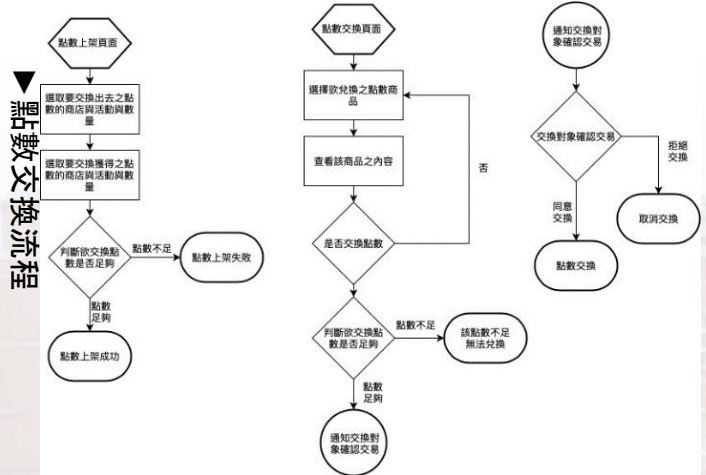 ▶點數交換流程
點數上架頁面
選取要交換出去之點
數的商店與活動與數
量
選取要交換獲得之點
數的商店與活動與數
量
判斷欲交換點
數是否足夠
點數不足
點數上架失敗
點數
足夠
點數上架成功
點數交換頁面
選擇欲兌換之點數商
品
查看該商品之內容
否
是否交換點數
判斷欲交換點
數是否足夠
點數不足
該點數不足
無法兌換
點數
足夠
通知交換對
象確認交易
通知交換對
象確認交易
交換對象確認交易
拒絕
交換
取消交換
同意
交換
點數交換